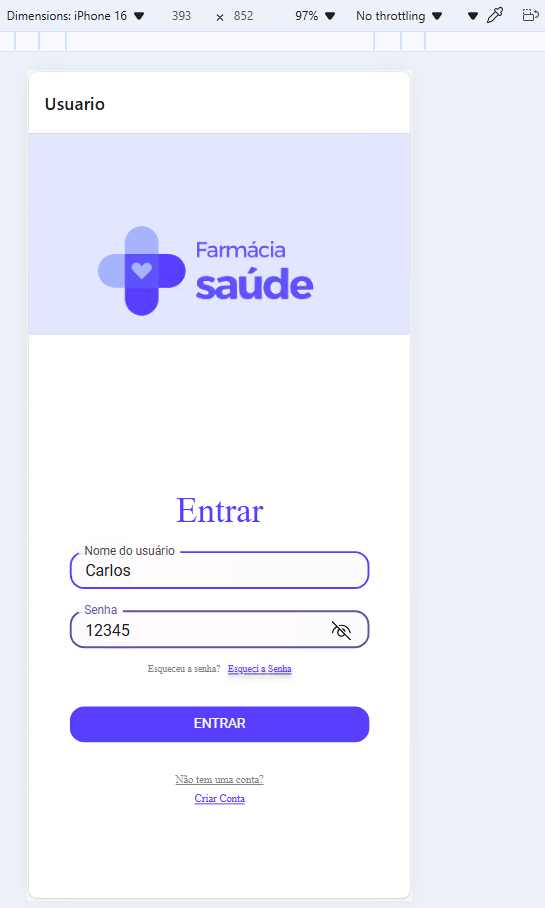 Dimensions: iPhone 16 393 × 852 97% No throttling
Usuario
Farmácia
saúde
Entrar
Nome do usuário
Carlos
Senha
12345
Esqueceu a senha? Esqueci a Senha
ENTRAR
Não tem uma conta?
Criar Conta